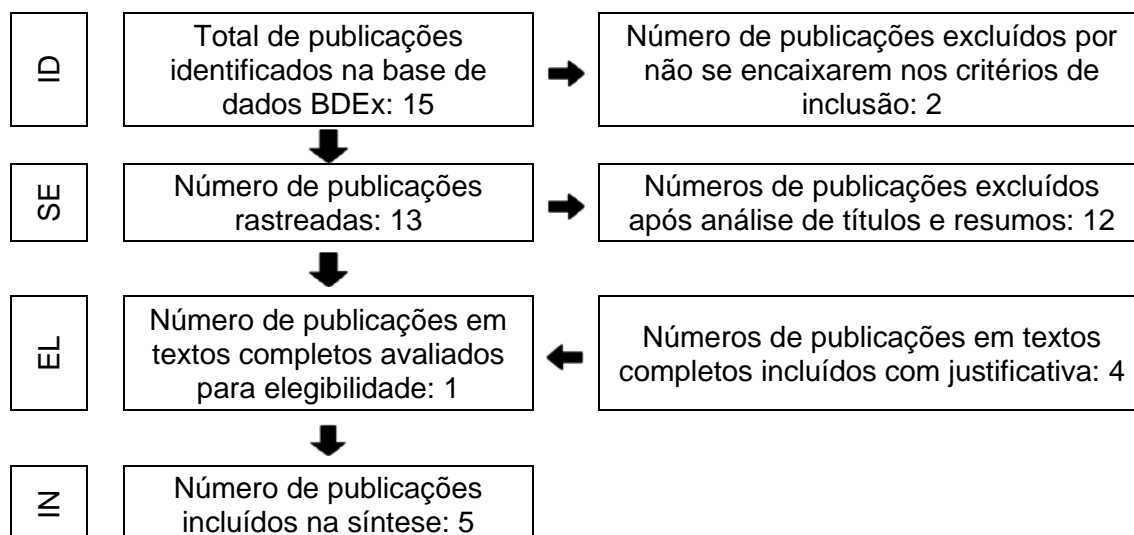 ID
Total de publicações
identificados na base de
dados BDEx: 15
Número de publicações excluídos por
não se encaixarem nos critérios de
inclusão: 2
SE
Número de publicações
rastreadas: 13
Números de publicações excluídos
após análise de títulos e resumos: 12
EL
Número de publicações em
textos completos avaliados
para elegibilidade: 1
Números de publicações em textos
completos incluídos com justificativa: 4
IN
Número de publicações
incluídos na síntese: 5